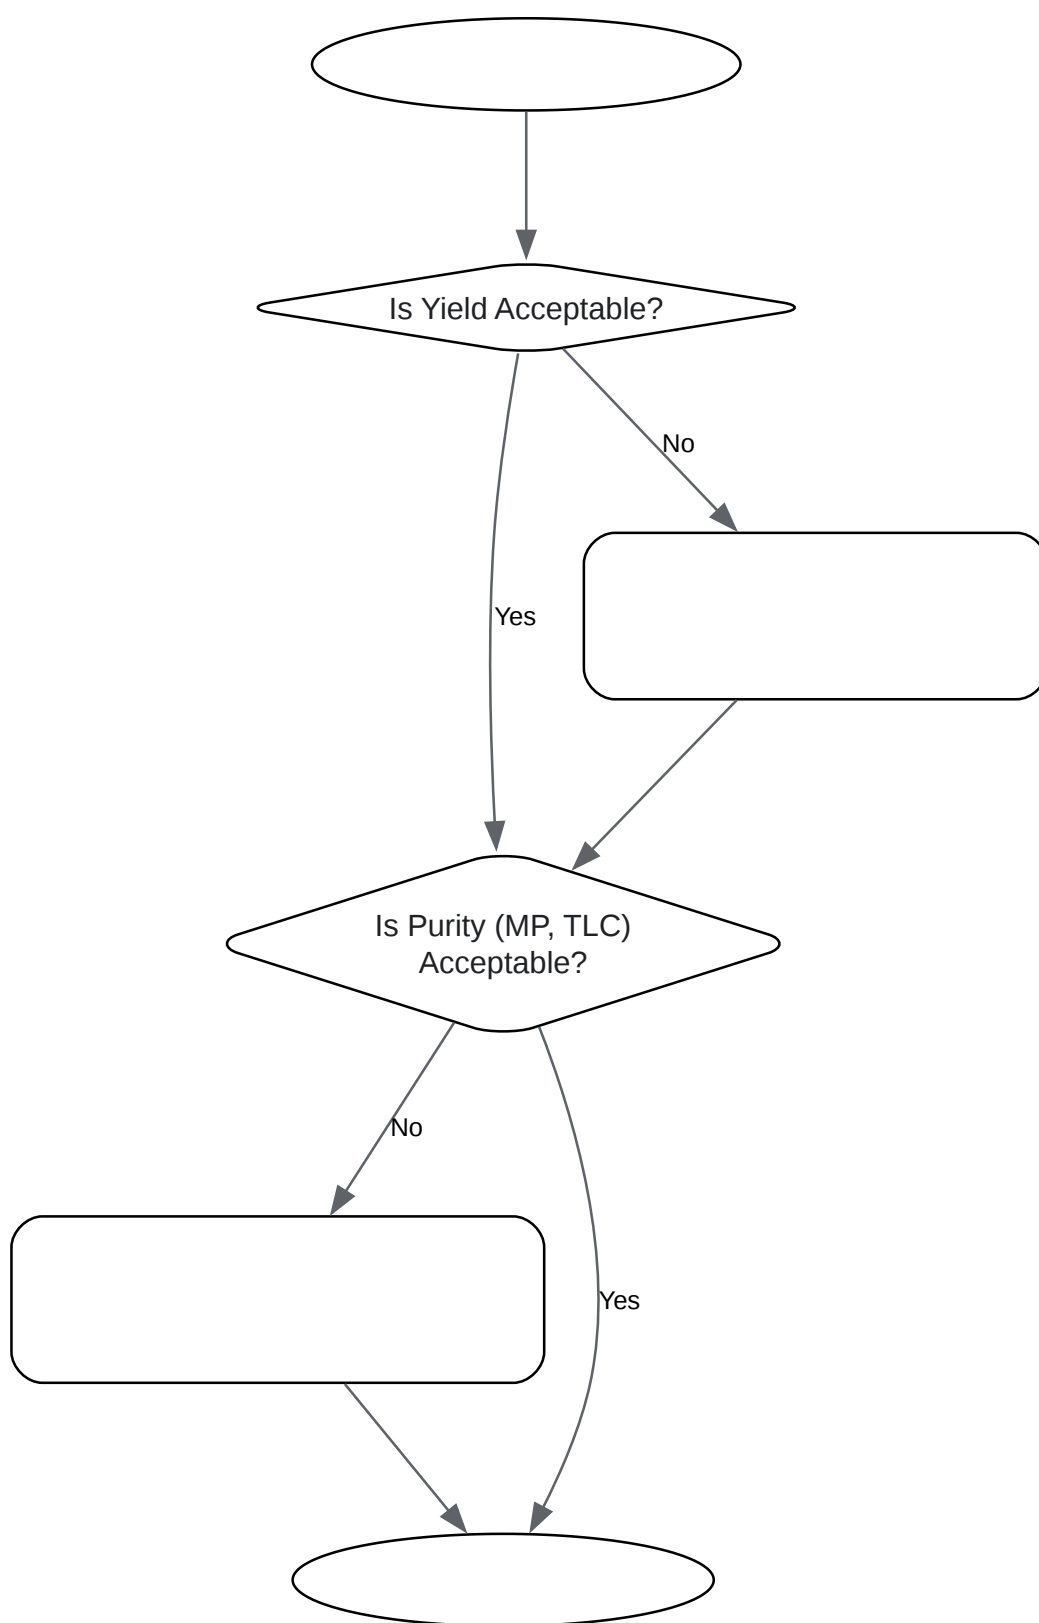 Is Yield Acceptable?
No
Yes
Is Purity (MP, TLC)
Acceptable?
No
Yes